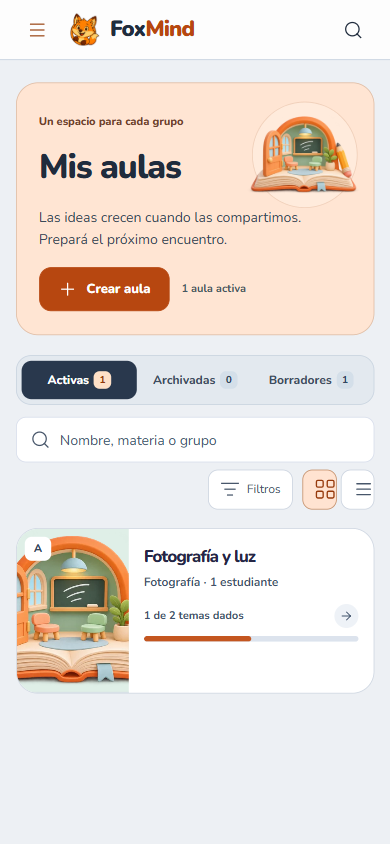 FoxMind
Un espacio para cada grupo
Mis aulas
Las ideas crecen cuando las compartimos.
Prepará el próximo encuentro.
Crear aula
1 aula activa
Activas 1
Archivadas 0
Borradores 1
Nombre, materia o grupo
Filtros
A
Fotografía y luz
Fotografía · 1 estudiante
1 de 2 temas dados